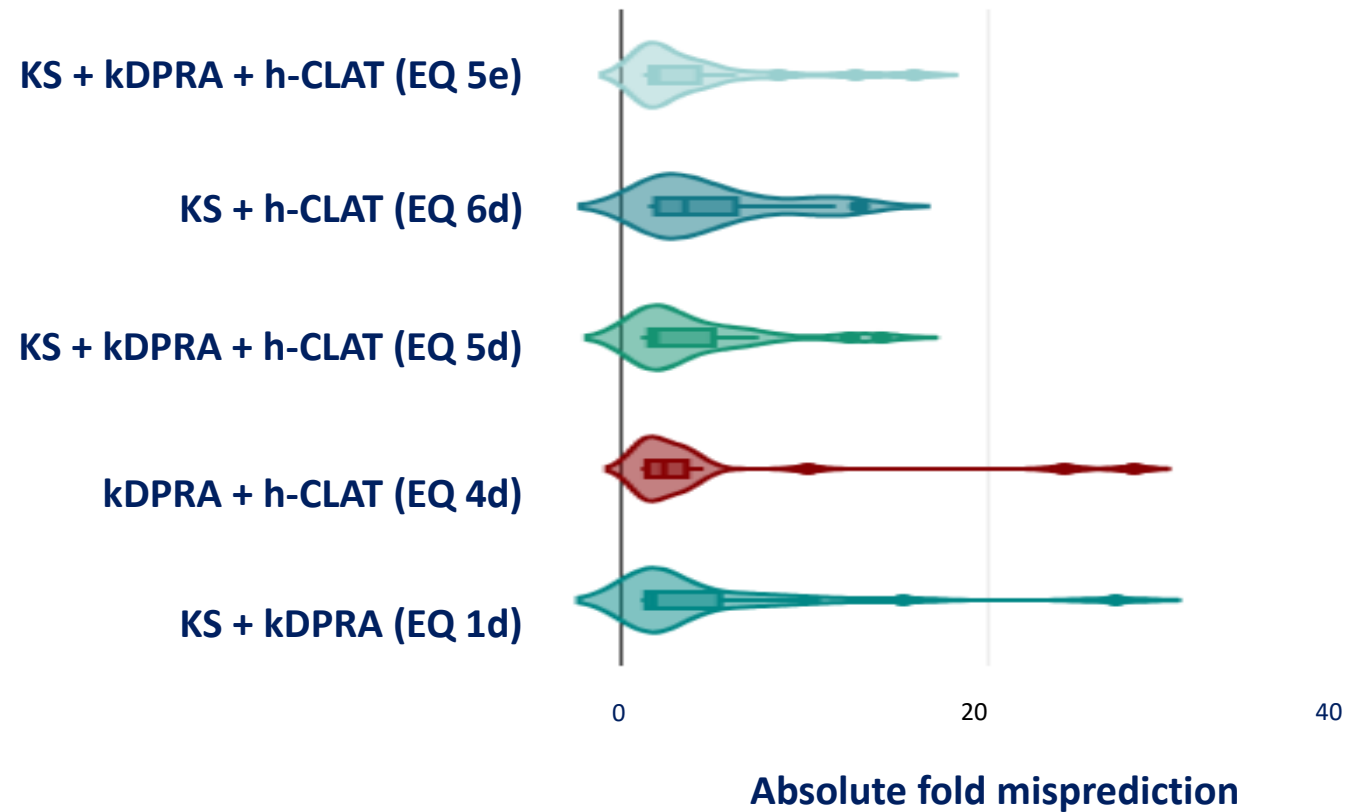 KS + kDPRA + h-CLAT (EQ 5e)
KS + h-CLAT (EQ 6d)
KS + kDPRA + h-CLAT (EQ 5d)
kDPRA + h-CLAT (EQ 4d)
KS + kDPRA (EQ 1d)
0 20 40
Absolute fold misprediction